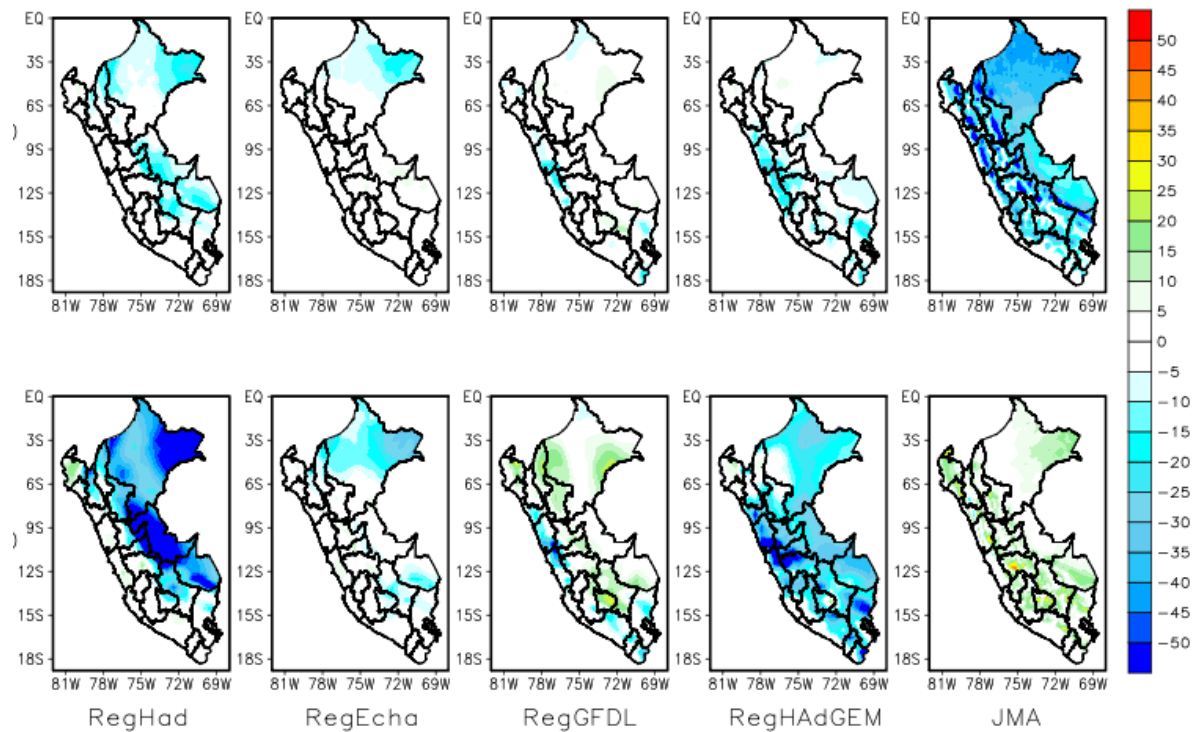 EQ EQ EQ EQ EQ 50
3S 3S 3S 3S 3S 45
6S 6S 6S 6S 6S 40
9S 9S 9S 9S 9S 35
12S 12S 12S 12S 12S 30
15S 15S 15S 15S 15S 25
18S 18S 18S 18S 18S 20
81W 78W 75W 72W 69W 81W 78W 75W 72W 69W 81W 78W 75W 72W 69W 81W 78W 75W 72W 69W 81W 78W 75W 72W 69W 15
10
5
0
-5
EQ EQ EQ EQ EQ -10
3S 3S 3S 3S 3S -15
6S 6S 6S 6S 6S -20
9S 9S 9S 9S 9S -25
12S 12S 12S 12S 12S -30
15S 15S 15S 15S 15S -35
18S 18S 18S 18S 18S -40
81W 78W 75W 72W 69W 81W 78W 75W 72W 69W 81W 78W 75W 72W 69W 81W 78W 75W 72W 69W 81W 78W 75W 72W 69W -45
-50
RegHad RegEcha RegGFDL RegHAdGEM JMA